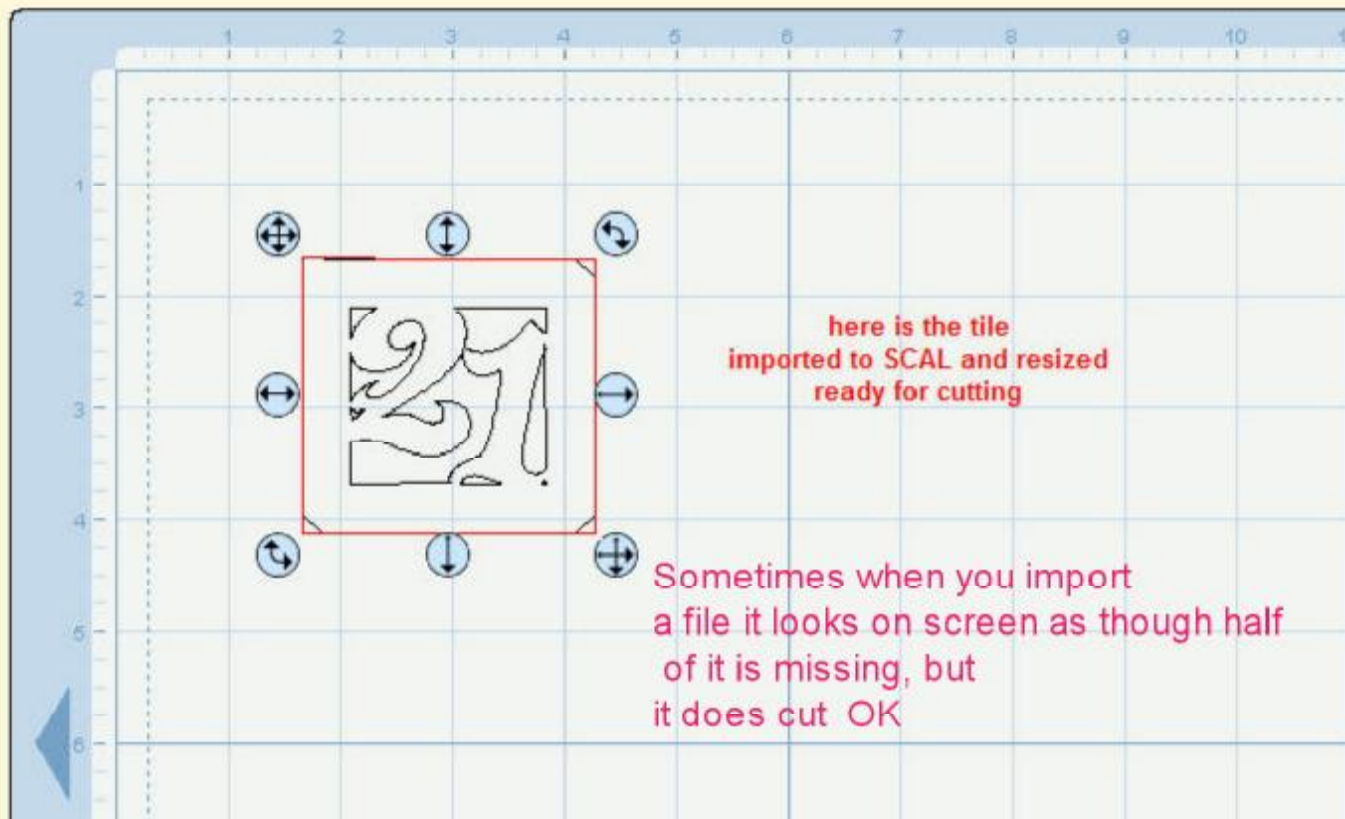 1 2 3 4 5 6 7 8 9 10
1
2
21
here is the tile
imported to SCAL and resized
ready for cutting
3
4
Sometimes when you import
a file it looks on screen as though half
of it is missing, but
it does cut OK
5
6